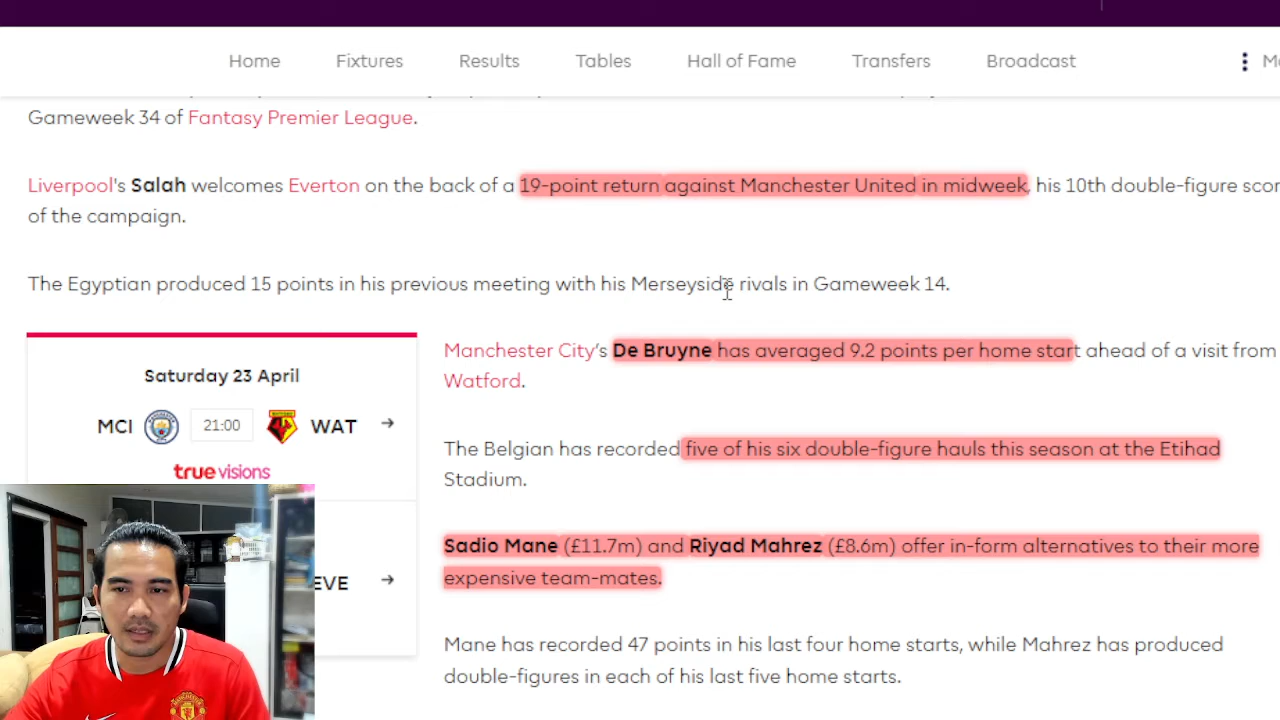 Home Fixtures Results Tables Hall of Fame Transfers Broadcast
Gameweek 34 of Fantasy Premier League.
Liverpool's Salah welcomes Everton on the back of a 19-point return against Manchester United in midweek, his 10th double-figure
of the campaign.
The Egyptian produced 15 points in his previous meeting with his Merseyside rivals in Gameweek 14.
Saturday 23 April
MCI 21:00 WAT
truevisions
EVE
Manchester City's De Bruyne has averaged 9.2 points per home start ahead of a visit from
Watford.
The Belgian has recorded five of his six double-figure hauls this season at the Etihad
Stadium.
Sadio Mane (£11.7m) and Riyad Mahrez (£8.6m) offer in-form alternatives to their more
expensive team-mates.
Mane has recorded 47 points in his last four home starts, while Mahrez has produced
double-figures in each of his last five home starts.